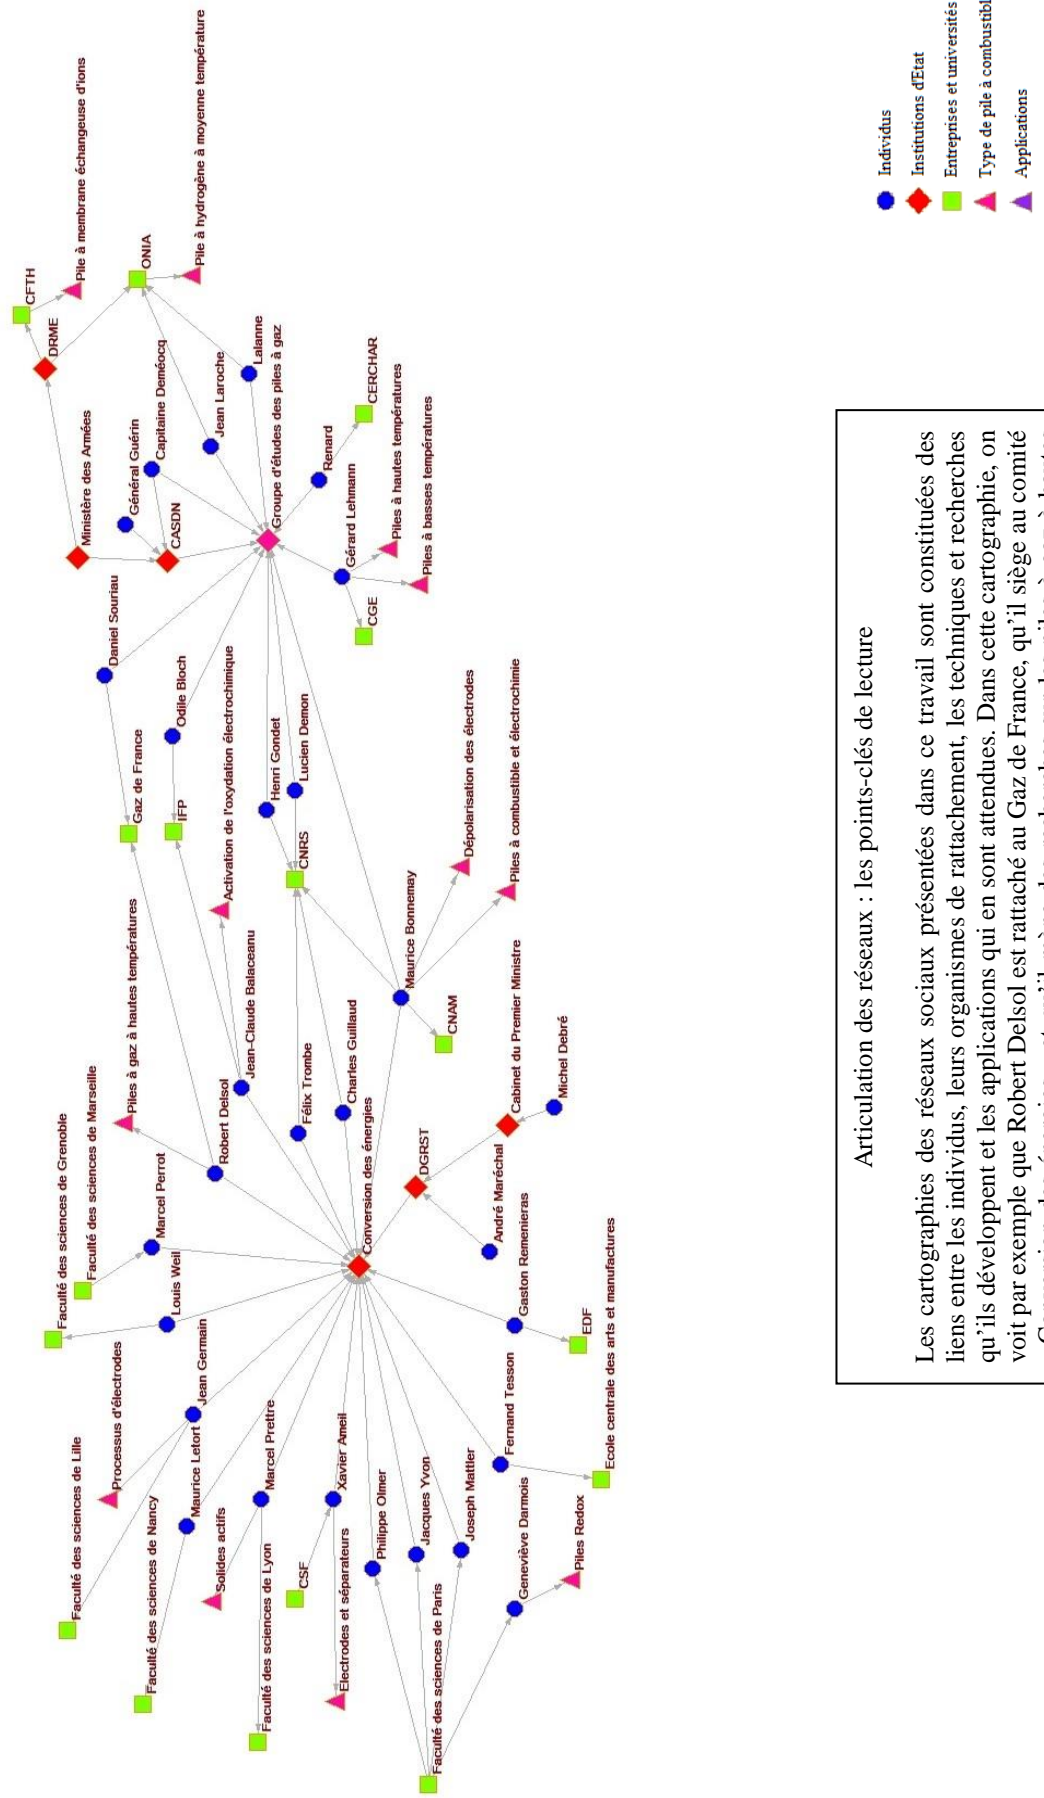 CFTH
Pile à membrane échangeuse d'ions
Pile à hydrogène à moyenne température
DRME
ONIA
Ministère des Armées
Général Guérin
Capitaine Deméocq
CASDN
Jean Laroche
Lalanne
Groupe d'études des piles à gaz
Renard
CERCHAR
Gérard Lehmann
Piles à hautes températures
Piles à basses températures
CGE
Daniel Souriau
Gaz de France
Odile Bloch
IFP
Activation de l'oxydation électrochimique
Henri Gondet
Lucien Demon
CNRS
Maurice Bonnemay
Dépolarisation des électrodes
Piles à combustible et électrochimie
CNAM
Piles à gaz à hautes températures
Robert Delsol
Jean-Claude Balaceanu
Félix Trombe
Charles Guillaud
Cabinet du Premier Ministre
Michel Debré
DGRST
André Maréchal
Conversion des énergies
Faculté des sciences de Grenoble
Faculté des sciences de Marseille
Marcel Perrot
Louis Weil
Gaston Remenieras
EDF
Ecole centrale des arts et manufactures
Fernand Tesson
Processus d'électrodes
Jean Germain
Faculté des sciences de Lille
Maurice Letort
Faculté des sciences de Nancy
Marcel Prettre
Solides actifs
Faculté des sciences de Lyon
Xavier Ameil
CSF
Electrodes et séparateurs
Philippe Olmer
Jacques Yvon
Joseph Mattler
Faculté des sciences de Paris
Geneviève Darmois
Piles Redox
Individus
Institutions d'Etat
Entreprises et universités
Type de pile à combustibl
Applications
Articulation des réseaux : les points-clés de lecture
Les cartographies des réseaux sociaux présentées dans ce travail sont constituées des
liens entre les individus, leurs organismes de rattachement, les techniques et recherches
qu'ils développent et les applications qui en sont attendues. Dans cette cartographie, on
voit par exemple que Robert Delsol est rattaché au Gaz de France, qu'il siège au comité